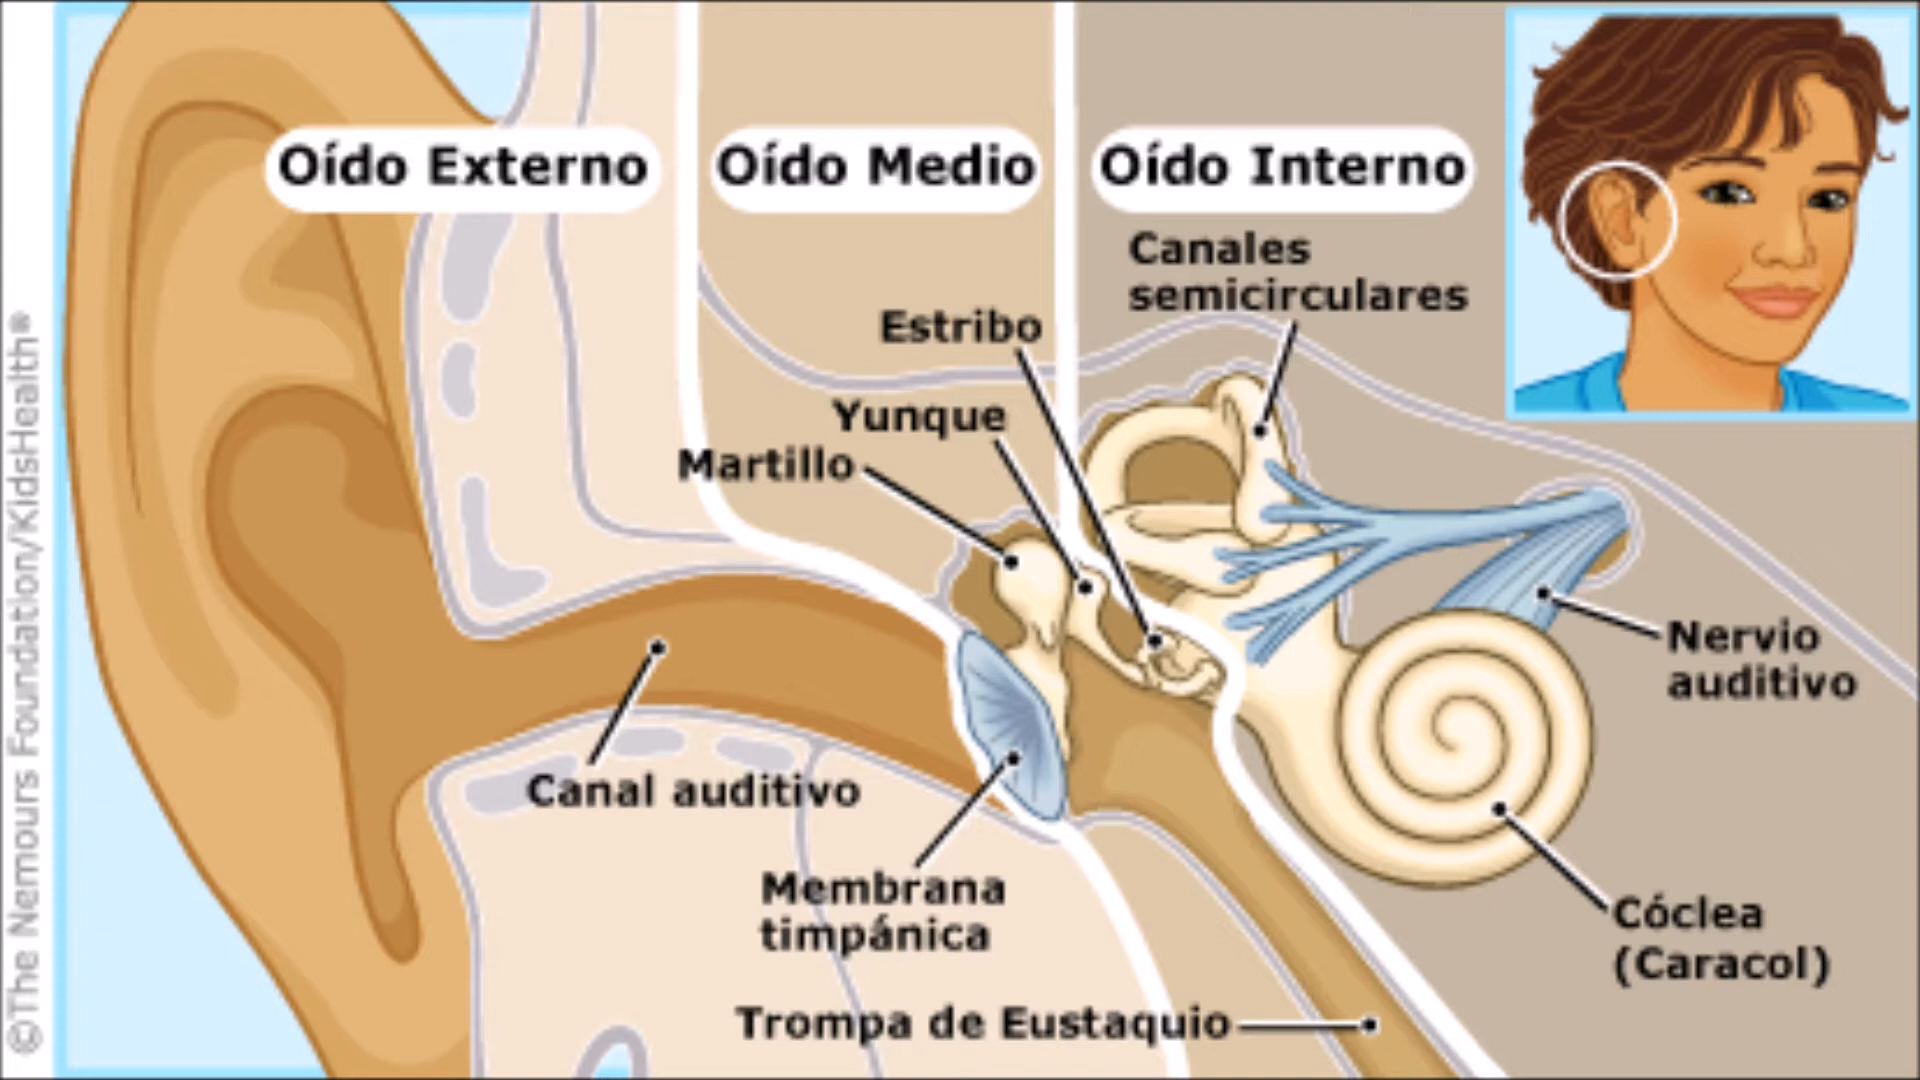 Oído Externo
Oído Medio
Oído Interno
Canales
semicirculares
Estribo
Yunque
Martillo
Nervio
auditivo
Canal auditivo
Membrana
timpánica
Cóclea
(Caracol)
Trompa de Eustaquio
©The Nemours Foundation/KidsHealth®